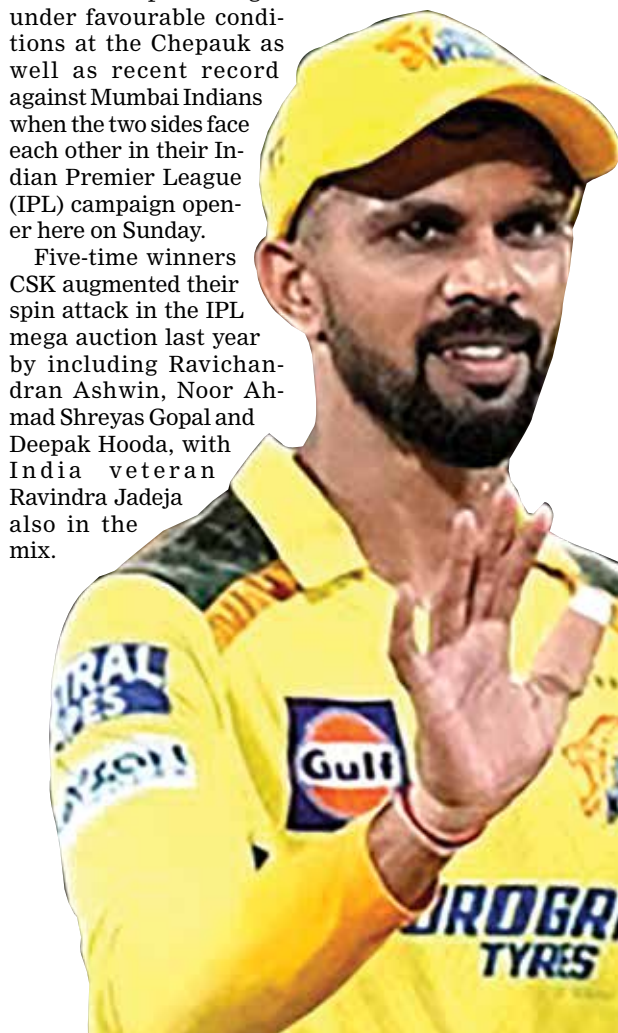 under favourable condi-
tions at the Chepauk as
well as recent record
against Mumbai Indians
when the two sides face
each other in their In-
dian Premier League
(IPL) campaign open-
er here on Sunday.
Five-time winners
CSK augmented their
spin attack in the IPL
mega auction last year
by including Ravichan-
dran Ashwin, Noor Ah-
mad Shreyas Gopal and
Deepak Hooda, with
India veteran
Ravindra Jadeja
also in the
mix.
Gulf
TYRES